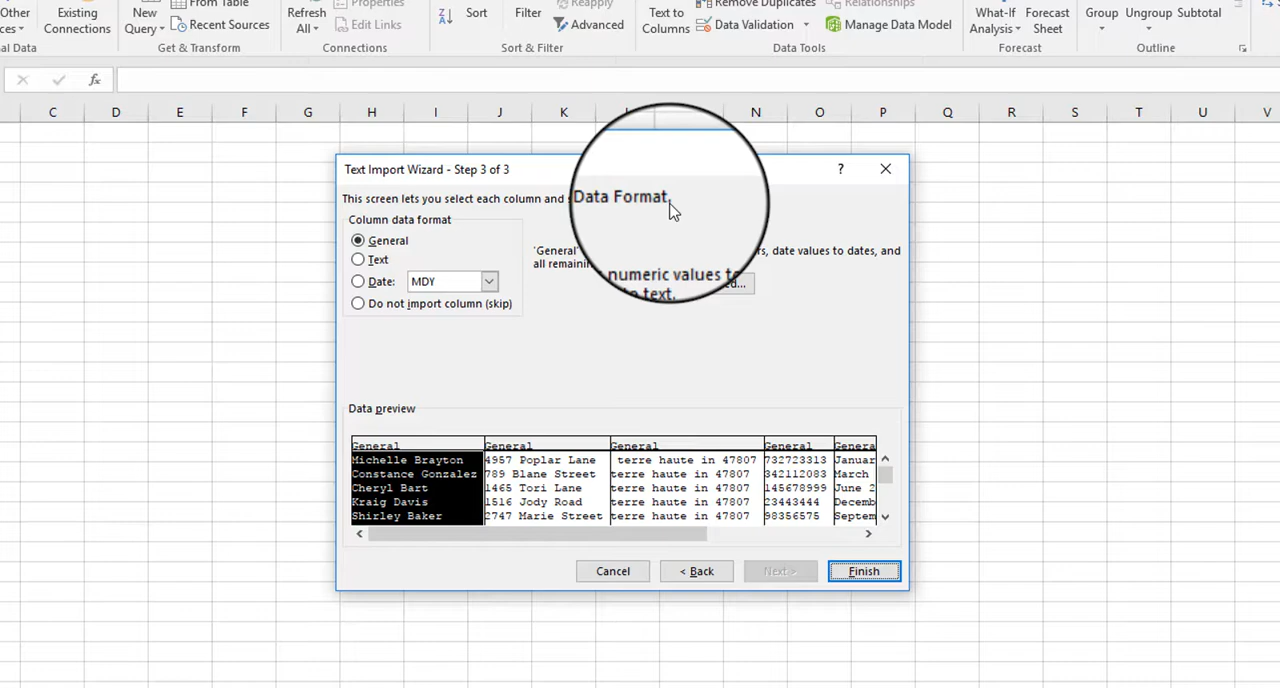 Other
Existing
New
From Table
Refresh
Properties
Sort
Filter
Reapply
Text to
Remove Duplicates
Relationships
What-If
Forecast
Group
Ungroup
Subtotal
Connections
Query
Recent Sources
All
Edit Links
Advanced
Columns
Data Validation
Manage Data Model
Analysis
Sheet
Get & Transform
Connections
Sort & Filter
Data Tools
Forecast
Outline
fx
C D E F G H I J K N O P Q R S T U V
Text Import Wizard - Step 3 of 3
?
This screen lets you select each column and
Data Format.
Column data format
General
Text
Date: MDY
Do not import column (skip)
'General'
date values to dates, and
numeric values to
to text.
Data preview
General General General General Genera
Michelle Brayton 4957 Poplar Lane terre haute in 47807 732723313 Januar
Constance Gonzalez 789 Blane Street terre haute in 47807 342112083 March
Cheryl Bart 1465 Tori Lane terre haute in 47807 145678999 June 2
Kraig Davis 1516 Jody Road terre haute in 47807 23443444 Decemb
Shirley Baker 2747 Marie Street terre haute in 47807 98356575 Septem
Cancel
< Back
Next >
Finish